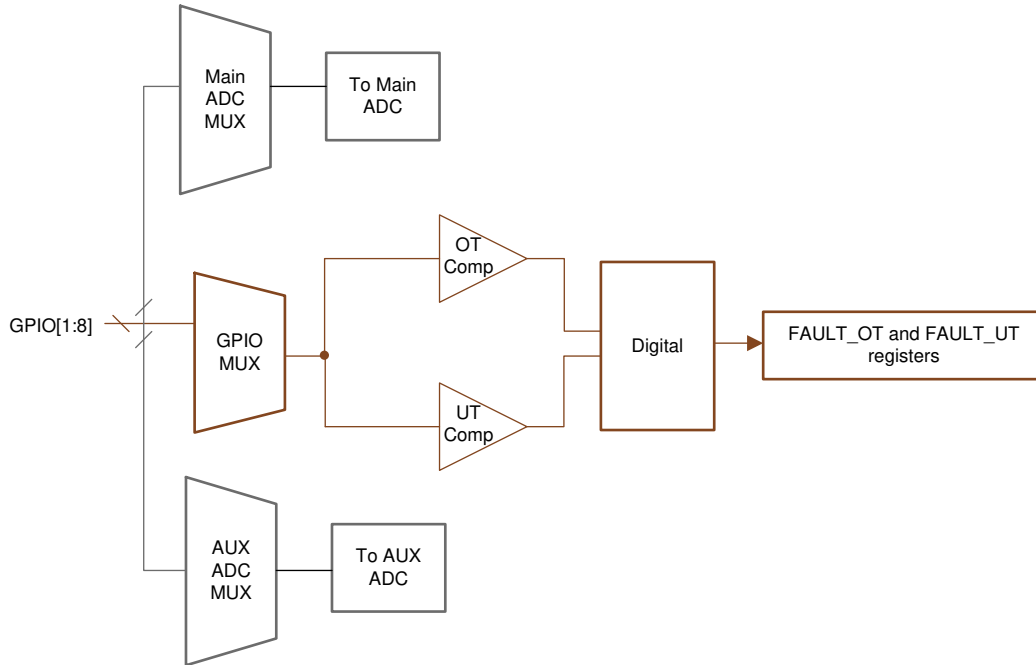 Main
ADC
MUX
To Main
ADC
OT
Comp
GPIO[1:8]
GPIO
MUX
Digital
FAULT_OT and FAULT_UT
registers
UT
Comp
AUX
ADC
MUX
To AUX
ADC